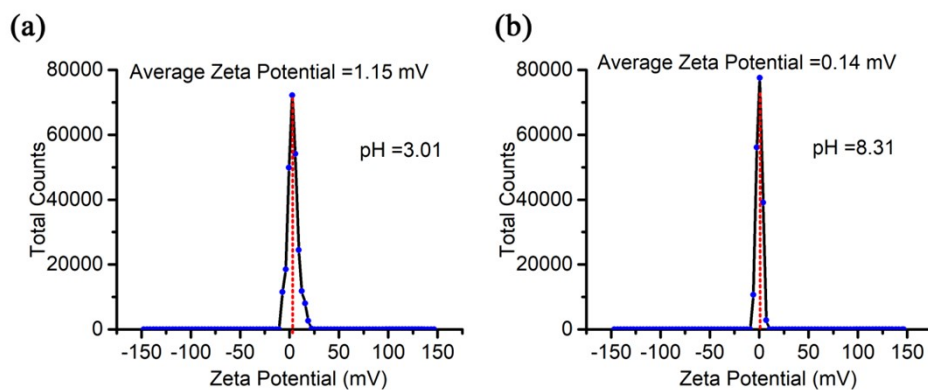 (a)
Average Zeta Potential =1.15 mV
pH =3.01
Total Counts
80000
60000
40000
20000
0
-150 -100 -50 0 50 100 150
Zeta Potential (mV)
(b)
Average Zeta Potential =0.14 mV
pH =8.31
Total Counts
80000
60000
40000
20000
0
-150 -100 -50 0 50 100 150
Zeta Potential (mV)